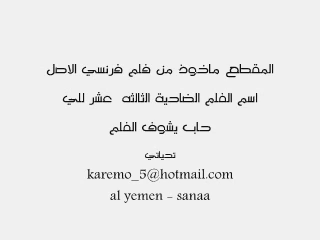 المقطع ماخوذ من فلم فرنسي الاصل
اسم الفلم الضاحية الثالثه عشر للي
حاب يشوف الفلم
تحياتي
karemo_5@hotmail.com
al yemen - sanaa